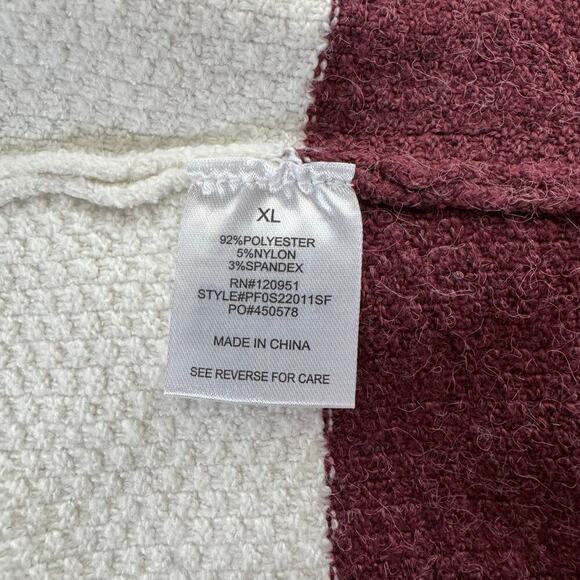 XL
92%POLYESTER
5%NYLON
3%SPANDEX
RN#120951
STYLE#PF0S22011SF
PO#450578
MADE IN CHINA
SEE REVERSE FOR CARE